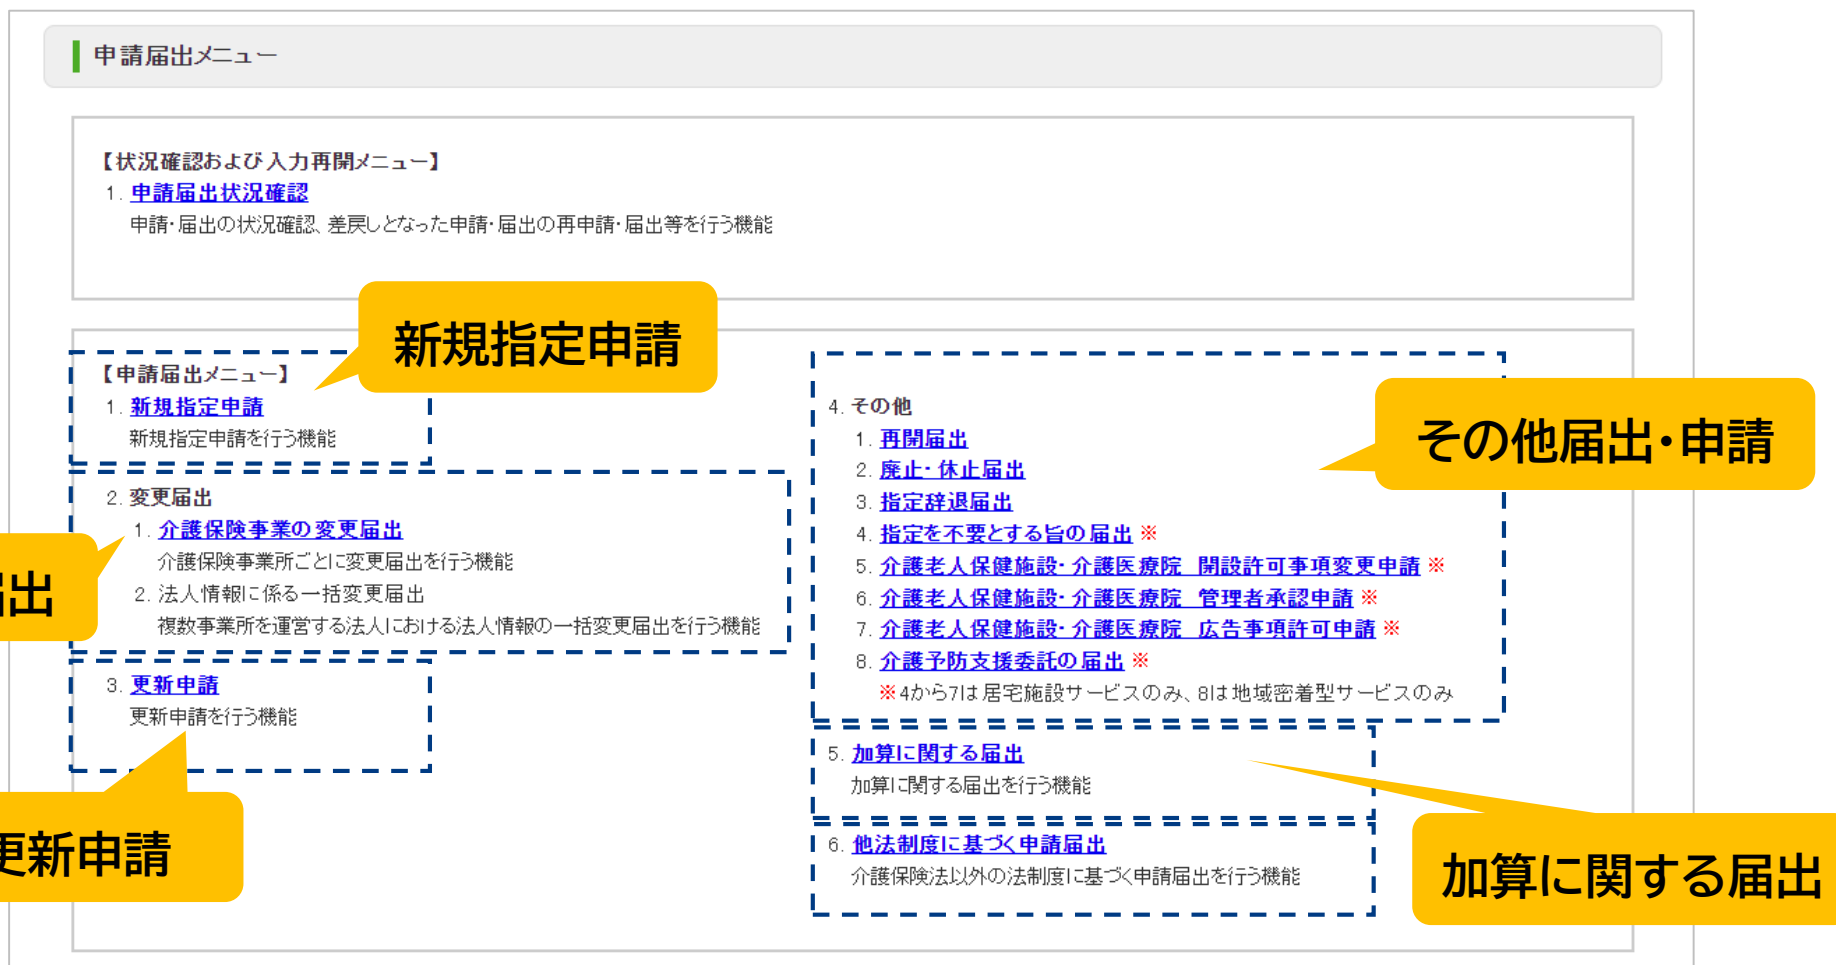 申請届出メニュー
【状況確認および入力再開メニュー】
1. 申請届出状況確認
申請・届出の状況確認、差戻しとなった申請・届出の再申請・届出等を行う機能
新規指定申請
【申請届出メニュー】
1. 新規指定申請
新規指定申請を行う機能
2. 変更届出
1. 介護保険事業の変更届出
介護保険事業所ごとに変更届出を行う機能
2. 法人情報に係る一括変更届出
複数事業所を運営する法人における法人情報の一括変更届出を行う機能
届出
3. 更新申請
更新申請を行う機能
更新申請
4. その他
1. 再開届出
2. 廃止・休止届出
3. 指定辞退届出
4. 指定を不要とする旨の届出 ※
5. 介護老人保健施設・介護医療院 開設許可事項変更申請 ※
6. 介護老人保健施設・介護医療院 管理者承認申請 ※
7. 介護老人保健施設・介護医療院 広告事項許可申請 ※
8. 介護予防支援委託の届出 ※
※4から7は居宅施設サービスのみ、8は地域密着型サービスのみ
その他届出・申請
5. 加算に関する届出
加算に関する届出を行う機能
6. 他法制度に基づく申請届出
介護保険法以外の法制度に基づく申請届出を行う機能
加算に関する届出